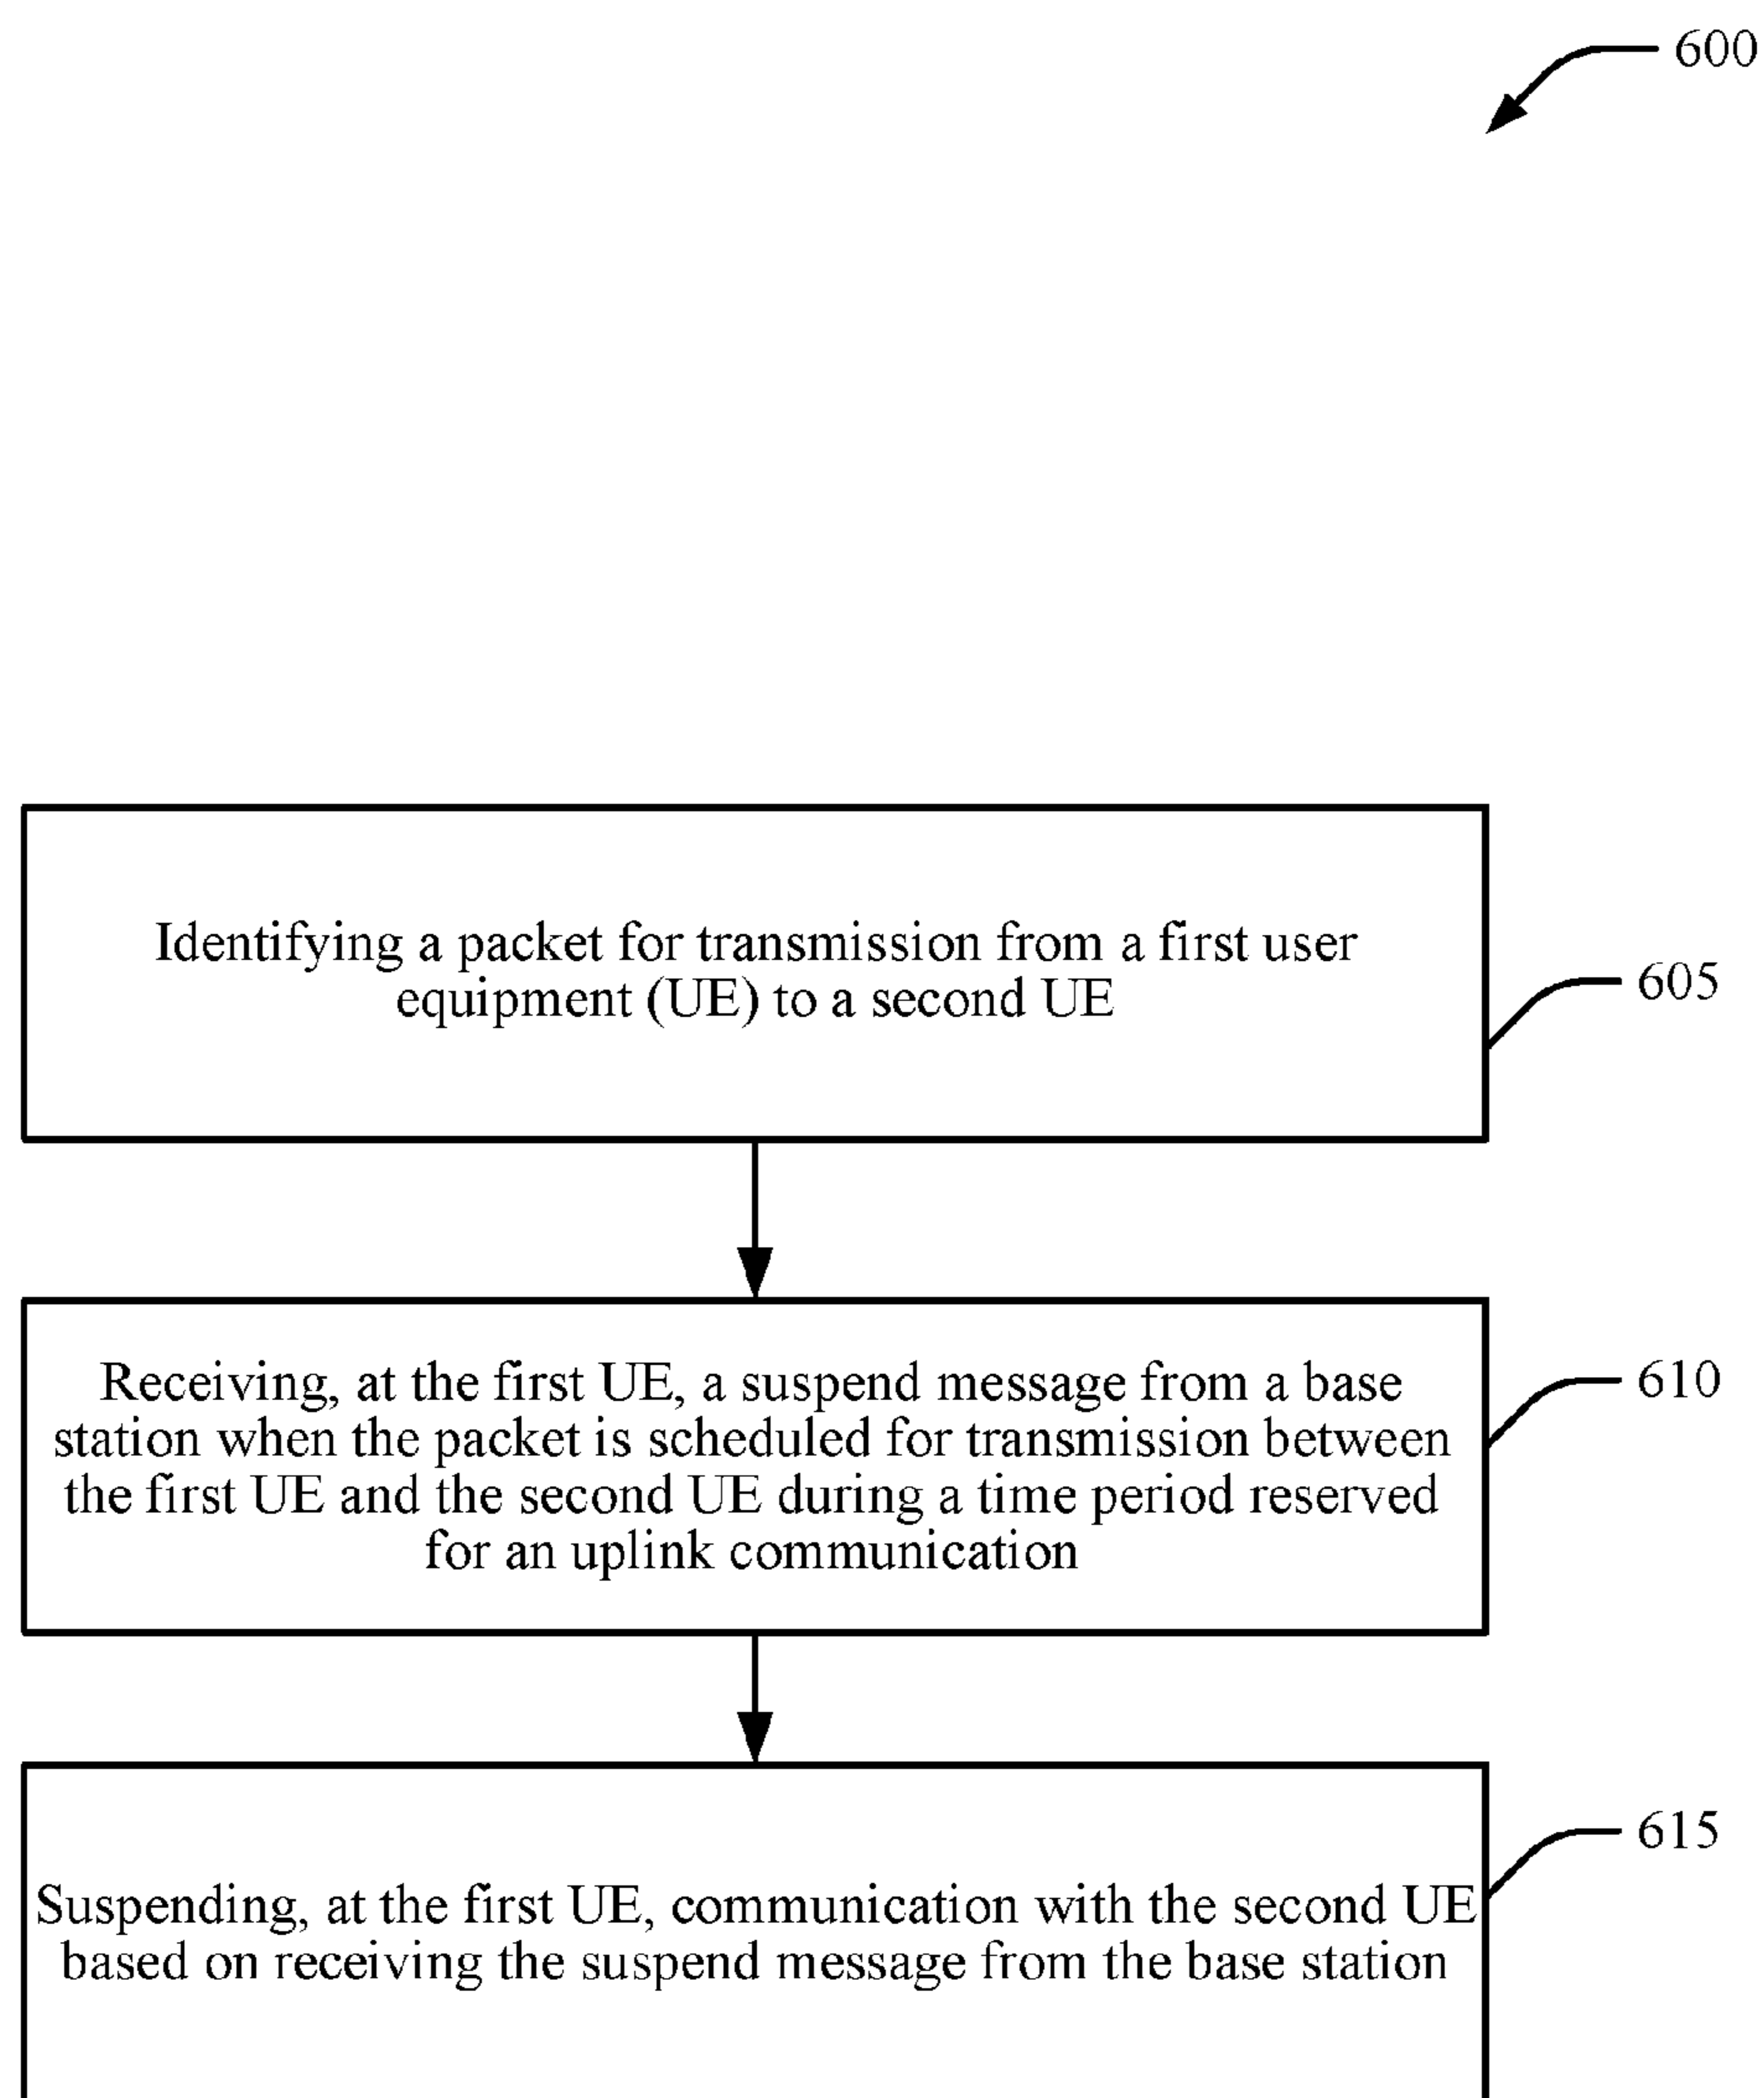 600
Identifying a packet for transmission from a first user
equipment (UE) to a second UE
605
Receiving, at the first UE, a suspend message from a base
station when the packet is scheduled for transmission between
the first UE and the second UE during a time period reserved
for an uplink communication
610
Suspending, at the first UE, communication with the second UE
based on receiving the suspend message from the base station
615